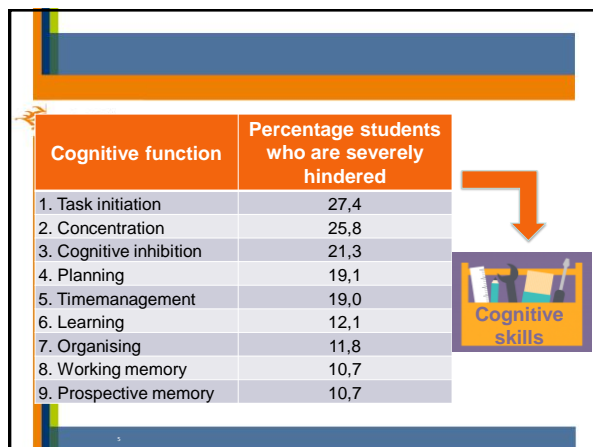 Cognitive function
Percentage students
who are severely
hindered
1. Task initiation 27,4
2. Concentration 25,8
3. Cognitive inhibition 21,3
4. Planning 19,1
5. Timemanagement 19,0
6. Learning 12,1
7. Organising 11,8
8. Working memory 10,7
9. Prospective memory 10,7
Cognitive
skills